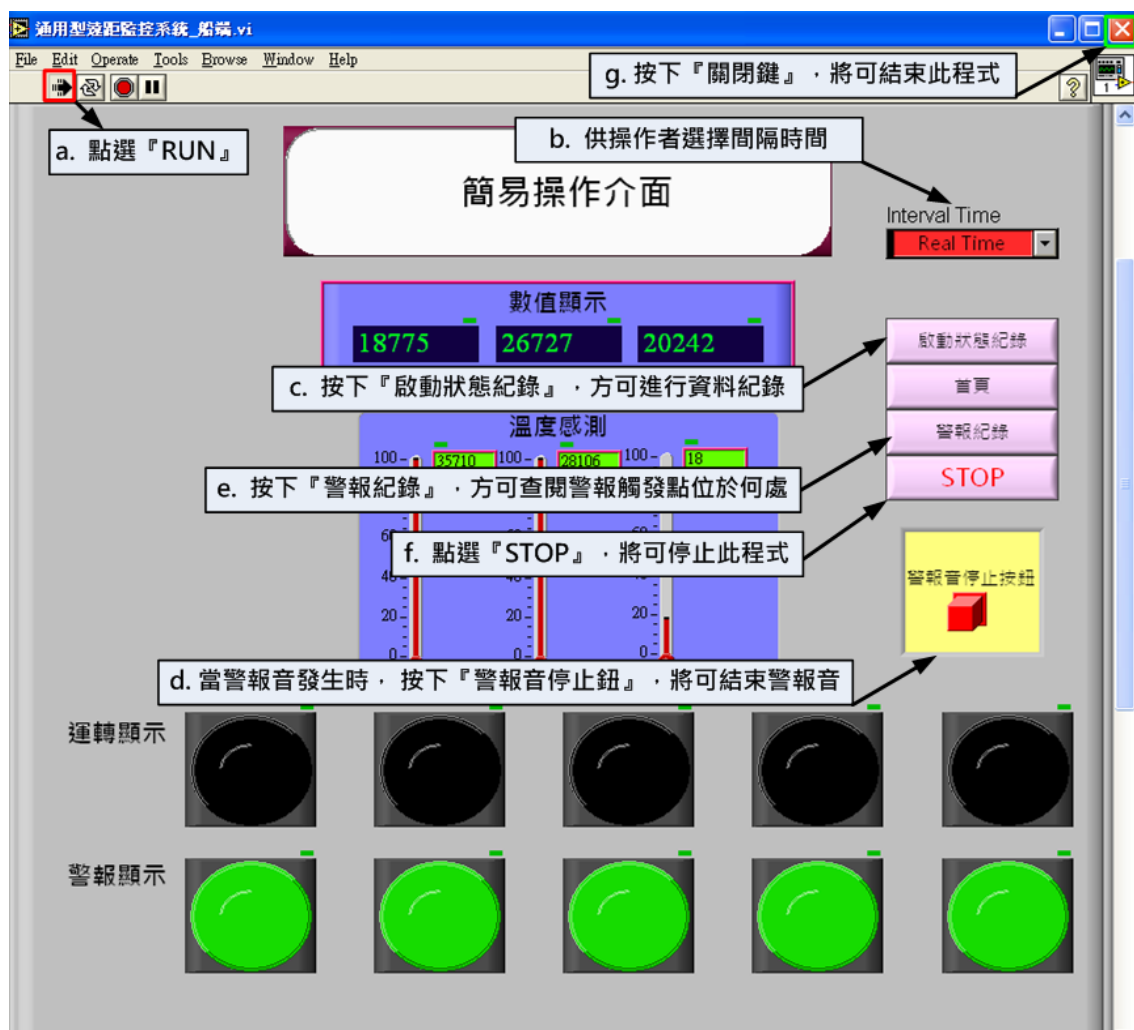 通用型遠距監控系統_船端.vi
File Edit Operate Tools Browse Window Help
g. 按下『關閉鍵』，將可結束此程式
? 1
a. 點選『RUN』
b. 供操作者選擇間隔時間
簡易操作介面
Interval Time
Real Time
數值顯示
18775 26727 20242
啟動狀態紀錄
c. 按下『啟動狀態紀錄』，方可進行資料紀錄
首頁
溫度感測
警報紀錄
100 35710 100 28106 100 18
e. 按下『警報紀錄』，方可查閱警報觸發點位於何處
STOP
f. 點選『STOP』，將可停止此程式
警報音停止按鈕
20 20 20
0 0 0
d. 當警報音發生時， 按下『警報音停止鈕』，將可結束警報音
運轉顯示
警報顯示